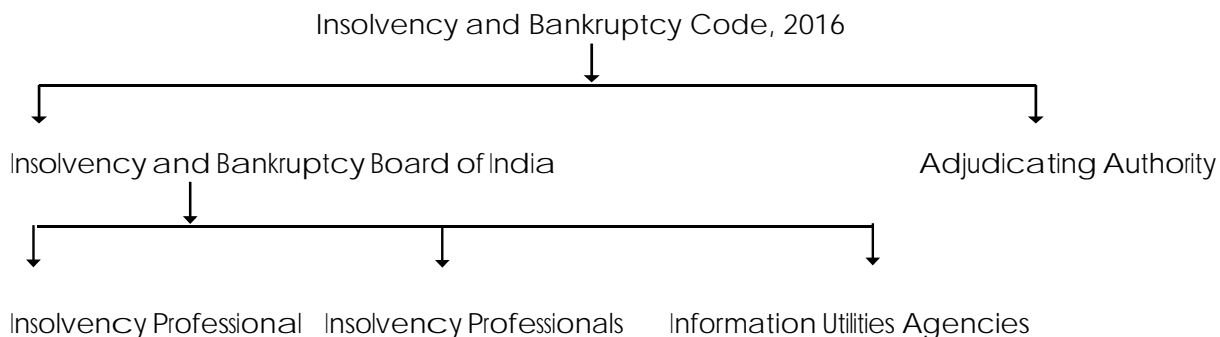 Insolvency and Bankruptcy Code, 2016
Insolvency and Bankruptcy Board of India Adjudicating Authority
Insolvency Professional Insolvency Professionals Information Utilities Agencies